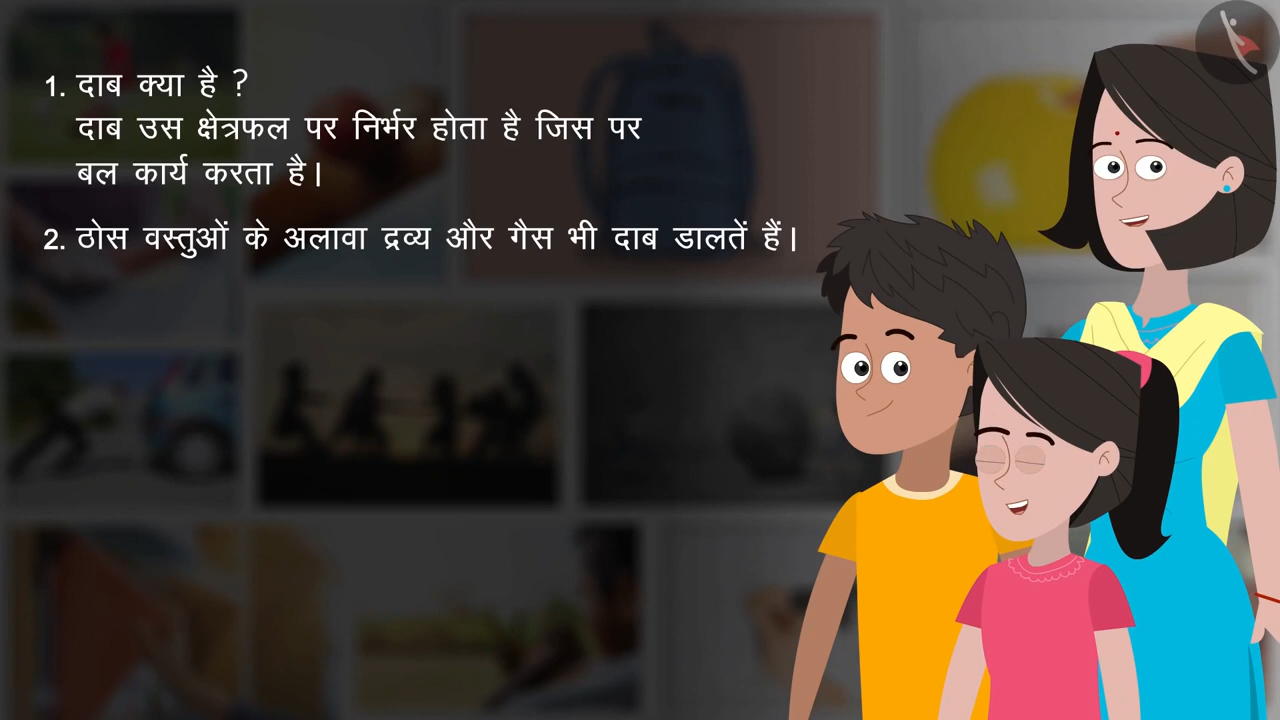 1. दाब क्या है ?
दाब उस क्षेत्रफल पर निर्भर होता है जिस पर
बल कार्य करता है।
2. ठोस वस्तुओं के अलावा द्रव्य और गैस भी दाब डालतें हैं।